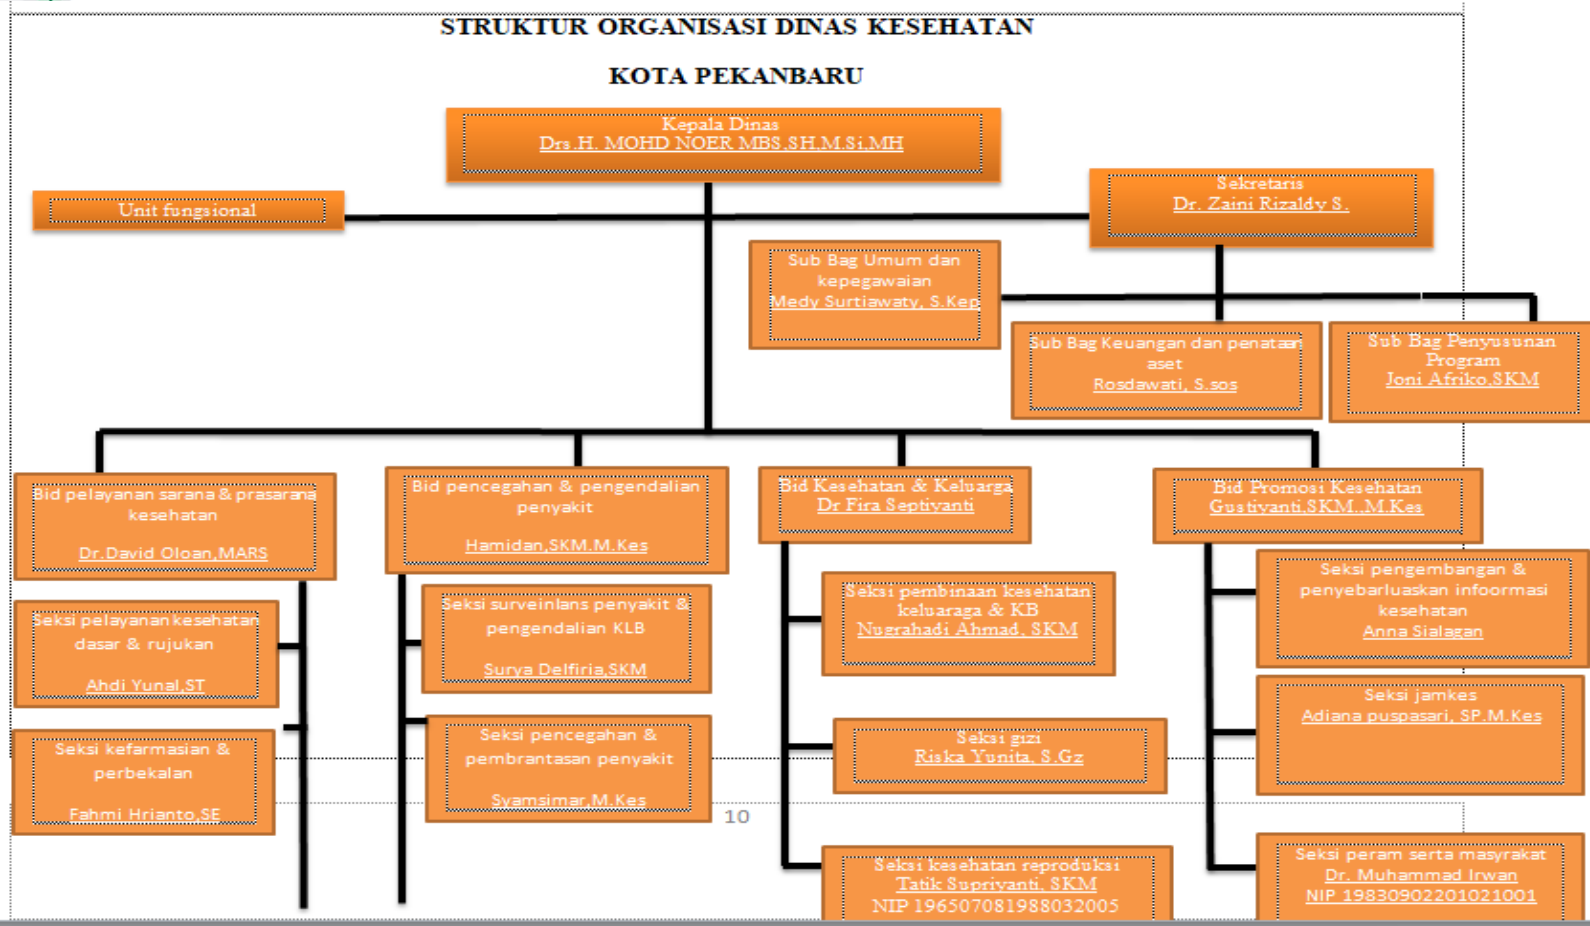 STRUKTUR ORGANISASI DINAS KESEHATAN
KOTA PEKANBARU
Kepala Dinas
Drs.H. MOHD NOER MBS,SH,M.Si,MH
Unit fungsional
Sekretaris
Dr. Zaini Rizaldy S.
Sub Bag Umum dan
kepegawaian
Medy Surtiawaty, S.Kep
Sub Bag Keuangan dan penataan
aset
Rosdawati, S.sos
Sub Bag Penyusunan
Program
Joni Afriko,SKM
Bid pelayanan sarana & prasarana
kesehatan
Dr.David Oloan,MARS
Bid pencegahan & pengendalian
penyakit
Hamidan,SKM.M.Kes
Bid Kesehatan & Keluarga
Dr Fira Septiyanti
Bid Promosi Kesehatan
Gustiyanti,SKM.,M.Kes
Seksi pelayanan kesehatan
dasar & rujukan
Ahdi Yunal,ST
Seksi kefarmasian &
perbekalan
Fahmi Hrianto,SE
Seksi surveinlans penyakit &
pengendalian KLB
Surya Delfiria,SKM
Seksi pencegahan &
pembrantasan penyakit
Syamsimar,M.Kes
Seksi pembinaan kesehatan
keluaraga & KB
Nugrahadi Ahmad, SKM
Seksi gizi
Riska Yunita, S.Gz
Seksi kesehatan reproduksi
Tatik Supriyanti, SKM
NIP 196507081988032005
Seksi pengembangan &
penyebarluaskan infoormasi
kesehatan
Anna Sialagan
Seksi jamkes
Adiana puspasari, SP.M.Kes
Seksi peram serta masyrakat
Dr. Muhammad Irwan
NIP 19830902201021001
10